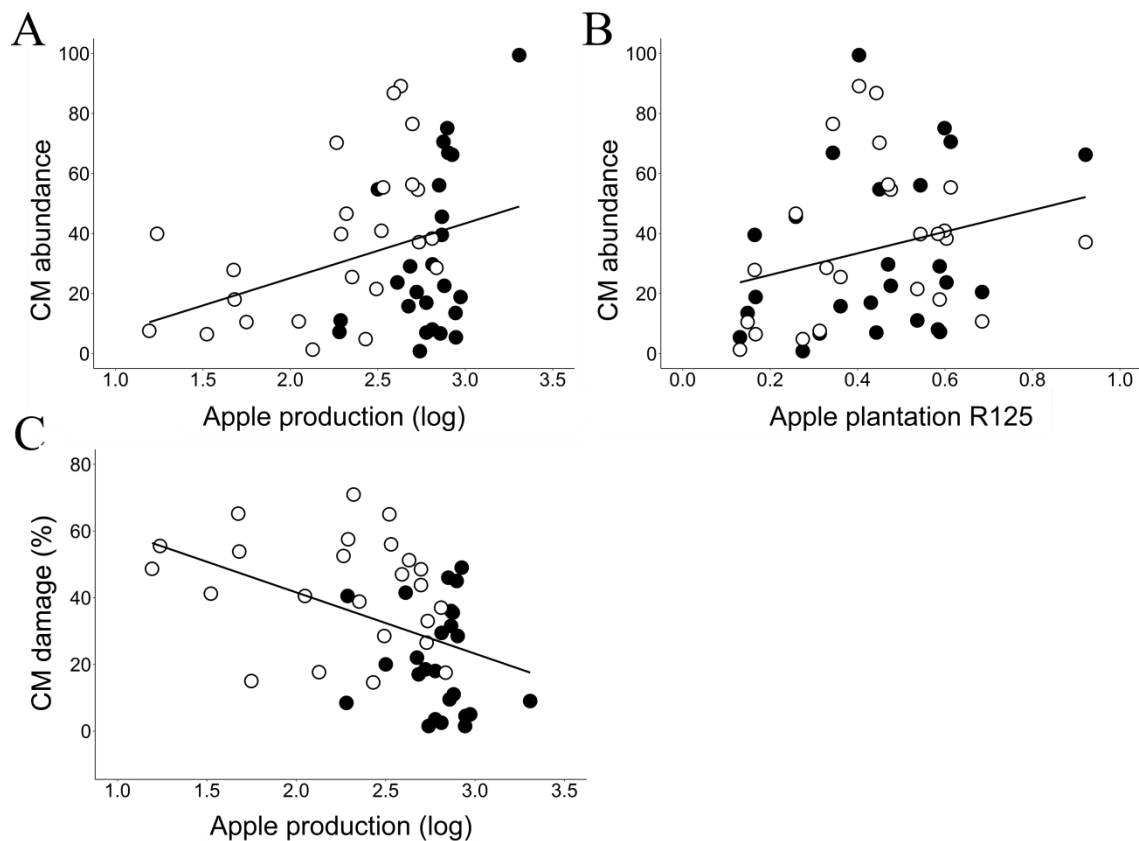 A
B
CM abundance
100
80
60
40
20
0
1.0 1.5 2.0 2.5 3.0 3.5
Apple production (log)
CM abundance
100
80
60
40
20
0
0.0 0.2 0.4 0.6 0.8 1.0
Apple plantation R125
C
CM damage (%)
80
60
40
20
0
1.0 1.5 2.0 2.5 3.0 3.5
Apple production (log)